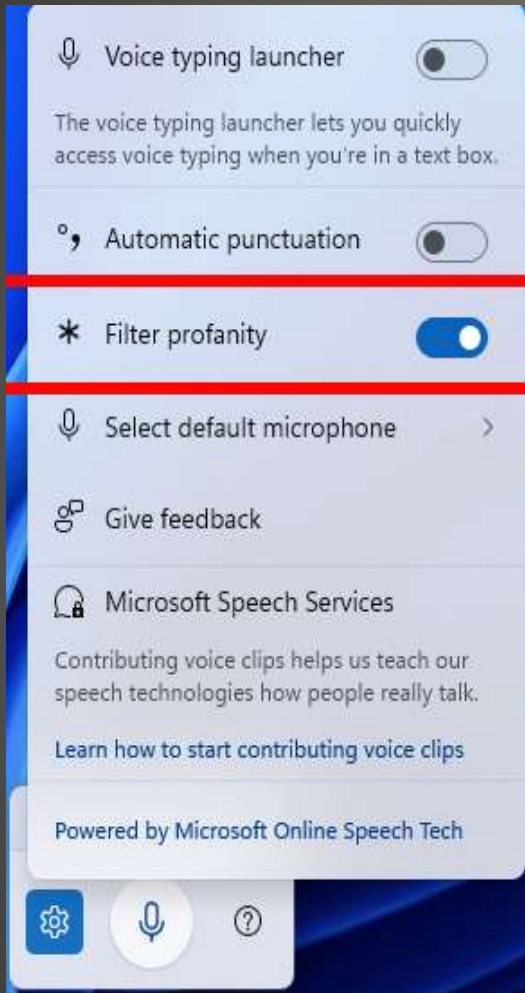 Voice typing launcher
The voice typing launcher lets you quickly
access voice typing when you're in a text box.
Automatic punctuation
Filter profanity
Select default microphone
Give feedback
Microsoft Speech Services
Contributing voice clips helps us teach our
speech technologies how people really talk.
Learn how to start contributing voice clips
Powered by Microsoft Online Speech Tech